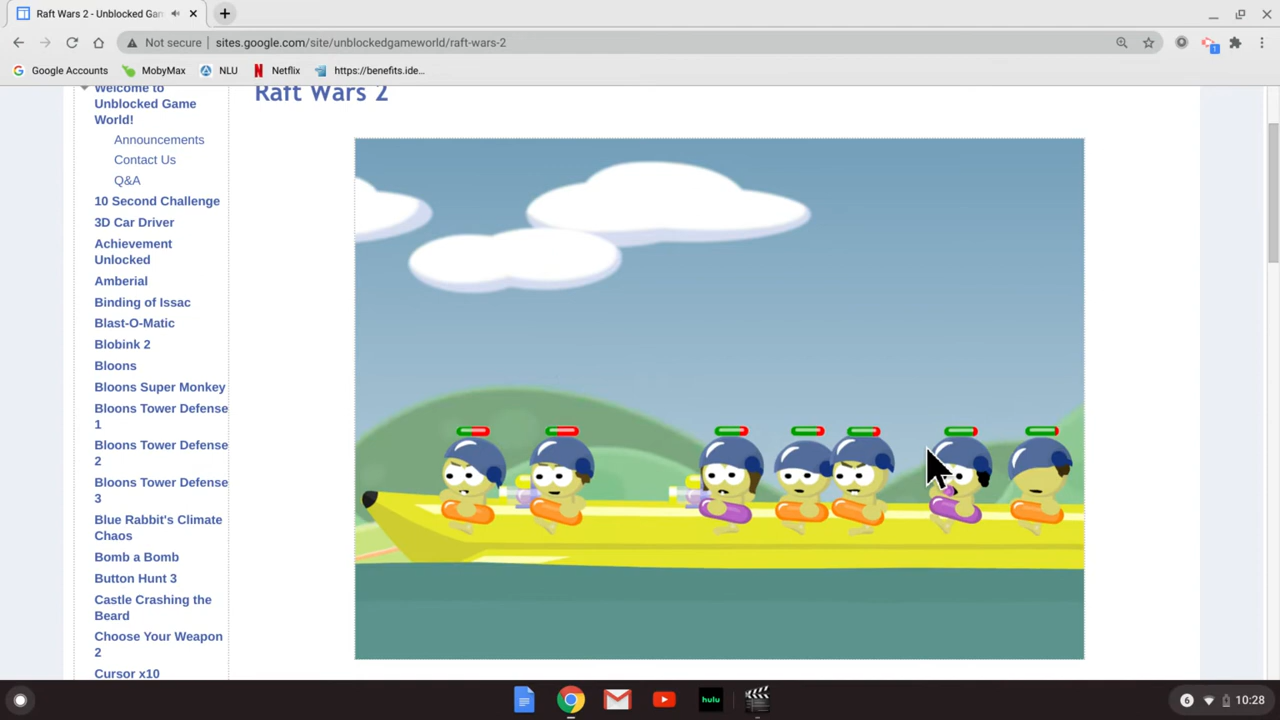 Raft Wars 2 - Unblocked Gan
Not secure sites.google.com/site/unblockedgameworld/raft-wars-2
1
Google Accounts MobyMax NLU Netflix https://benefits.ide...
Raft Wars 2
Welcome to
Unblocked Game
World!
Announcements
Contact Us
Q&A
10 Second Challenge
3D Car Driver
Achievement
Unlocked
Amberial
Binding of Issac
Blast-O-Matic
Blobink 2
Bloons
Bloons Super Monkey
Bloons Tower Defense
1
Bloons Tower Defense
2
Bloons Tower Defense
3
Blue Rabbit's Climate
Chaos
Bomb a Bomb
Button Hunt 3
Castle Crashing the
Beard
Choose Your Weapon
2
Cursor x10
hulu
6 10:28